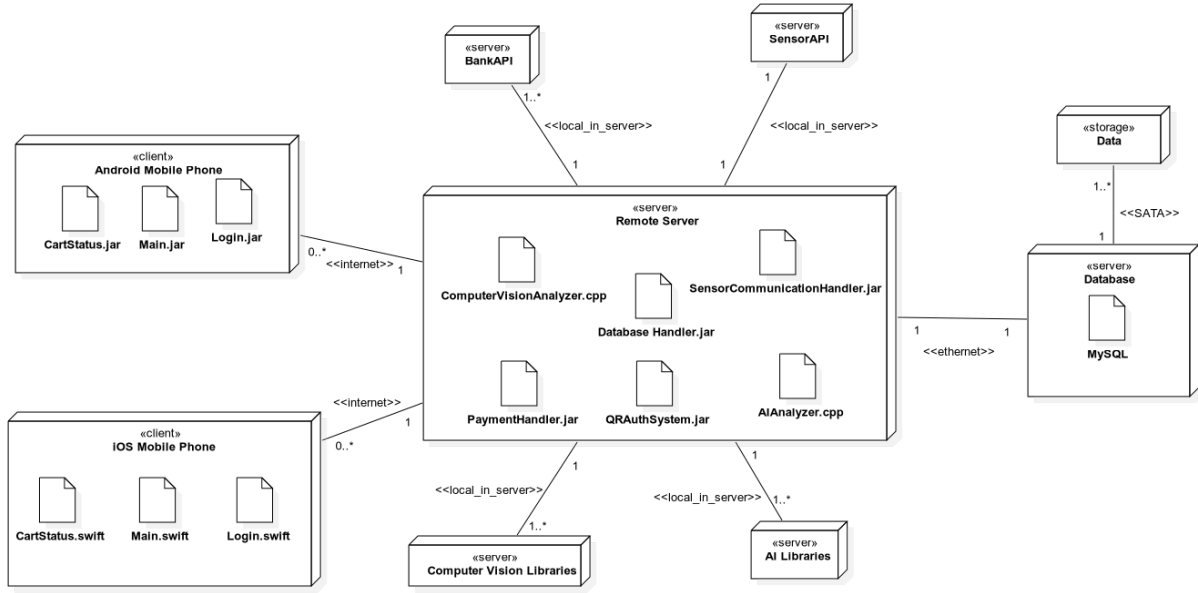 «server»
BankAPI
1..*
<<local_in_server>>
1
«server»
SensorAPI
1
<<local_in_server>>
1
«storage»
Data
1..*
<<SATA>>
1
«client»
Android Mobile Phone
CartStatus.jar
Main.jar
Login.jar
0..*
<<internet>>
1
«server»
Remote Server
ComputerVisionAnalyzer.cpp
SensorCommunicationHandler.jar
Database Handler.jar
PaymentHandler.jar
QRAuthSystem.jar
AIAnalyzer.cpp
«server»
Database
MySQL
1
1
<<ethernet>>
<<internet>>
1
0..*
«client»
iOS Mobile Phone
CartStatus.swift
Main.swift
Login.swift
1
<<local_in_server>>
1..*
«server»
Computer Vision Libraries
1
<<local_in_server>>
1..*
«server»
AI Libraries